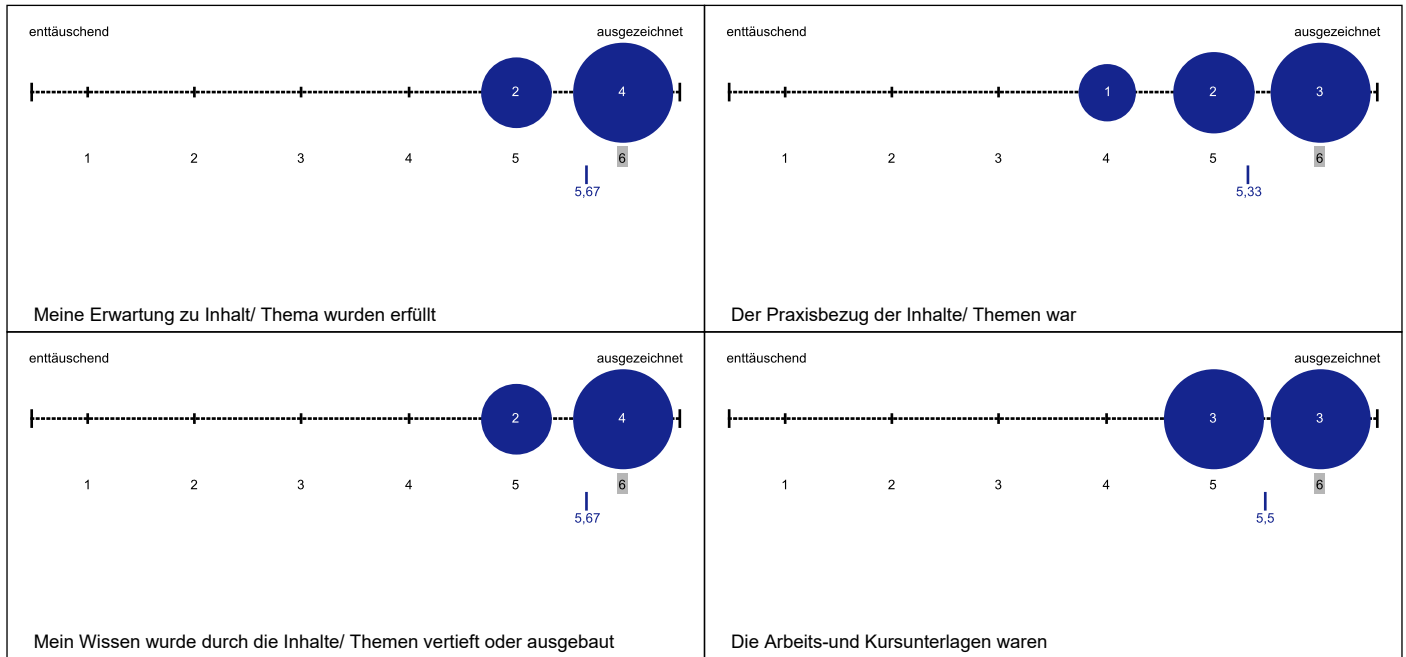 enttäuschend ausgezeichnet
2 4
1 2 3 4 5 6
5,67
Meine Erwartung zu Inhalt/ Thema wurden erfüllt
enttäuschend ausgezeichnet
1 2 3
1 2 3 4 5 6
5,33
Der Praxisbezug der Inhalte/ Themen war
enttäuschend ausgezeichnet
2 4
1 2 3 4 5 6
5,67
Mein Wissen wurde durch die Inhalte/ Themen vertieft oder ausgebaut
enttäuschend ausgezeichnet
3 3
1 2 3 4 5 6
5,5
Die Arbeits-und Kursunterlagen waren